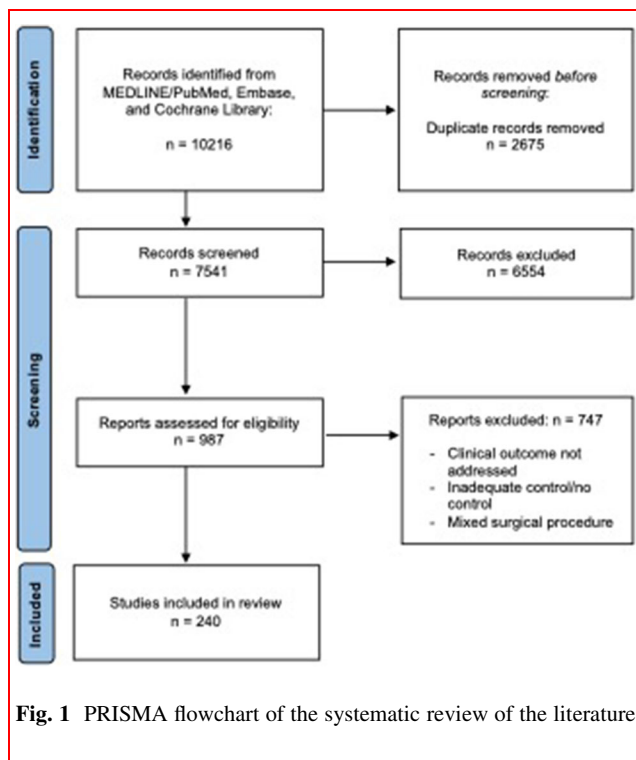 Identification
Records identified from
MEDLINE/PubMed, Embase,
and Cochrane Library:
n = 10216
Records removed before
screening:
Duplicate records removed
n = 2675
Screening
Records screened
n = 7541
Records excluded
n = 6554
Reports assessed for eligibility
n = 987
Reports excluded: n = 747
- Clinical outcome not
addressed
- Inadequate control/no
control
- Mixed surgical procedure
Included
Studies included in review
n = 240
Fig. 1 PRISMA flowchart of the systematic review of the literature